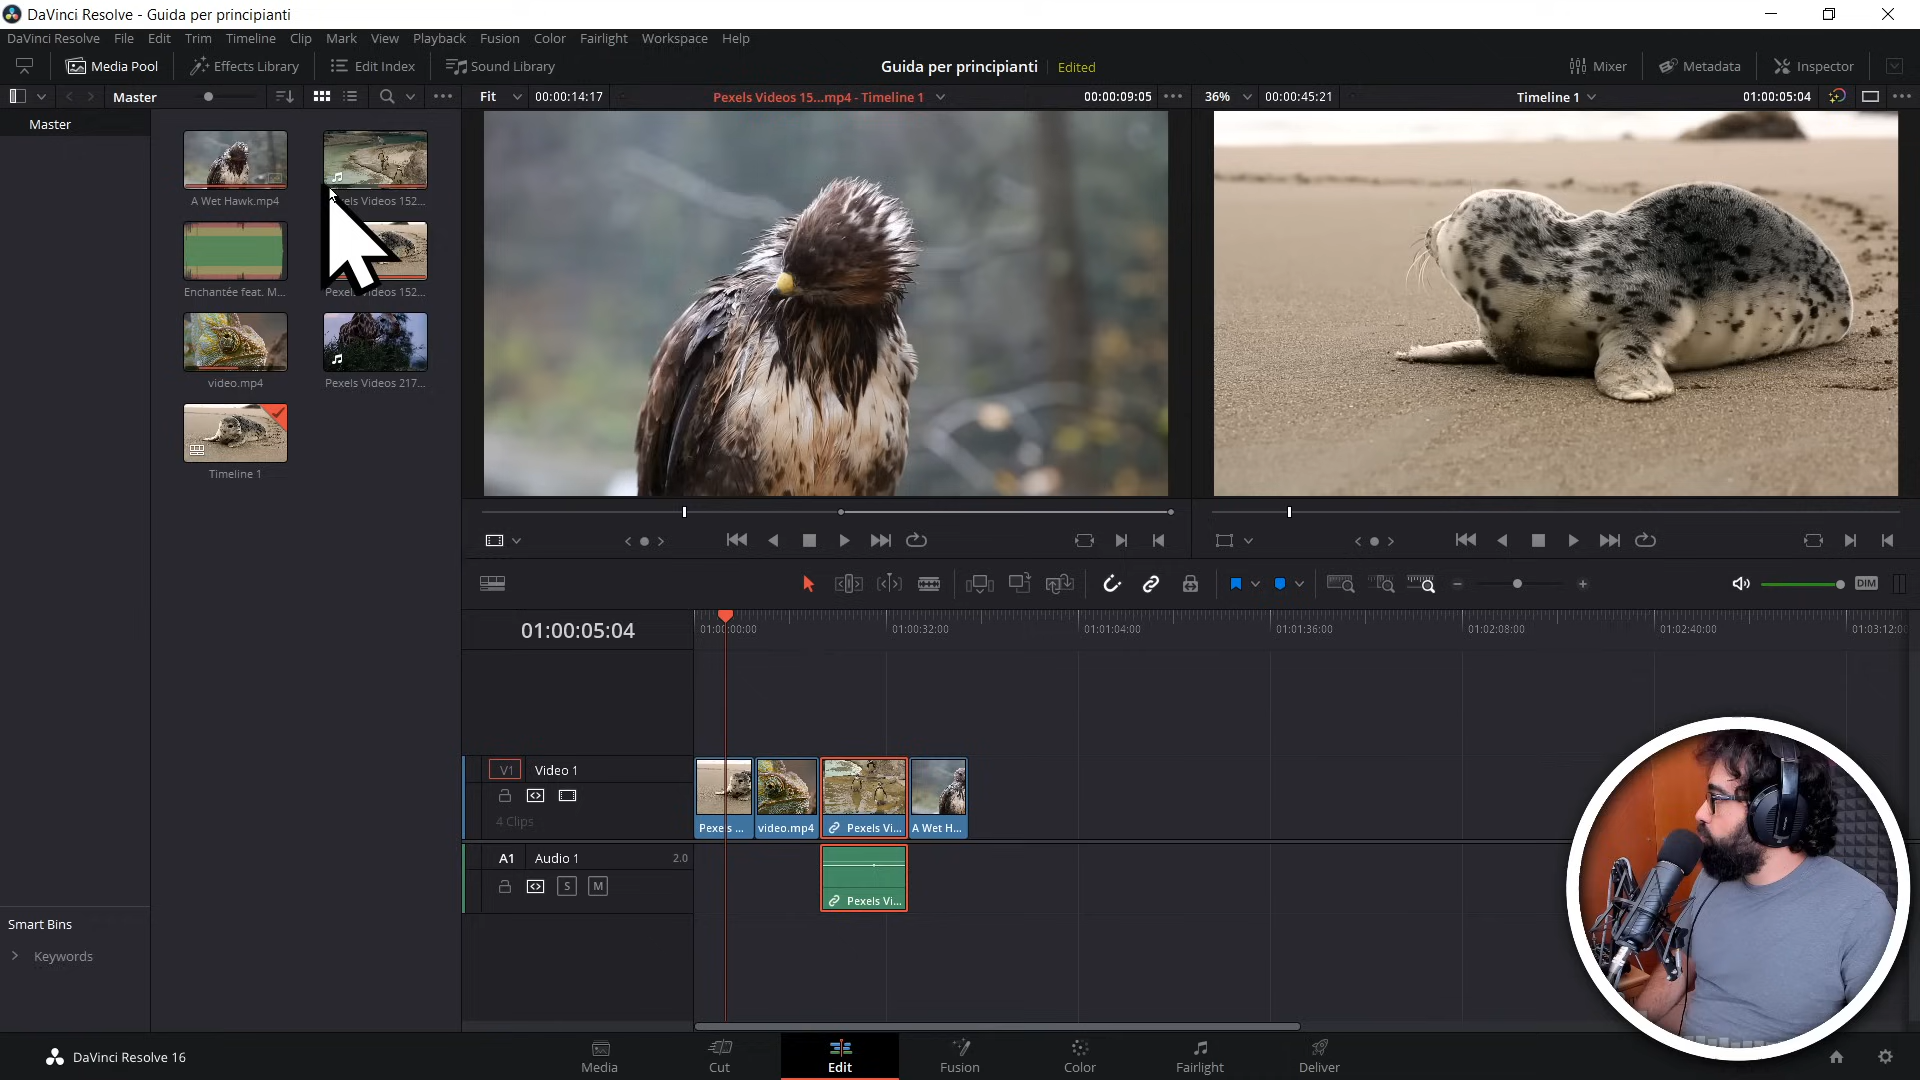 DaVinci Resolve - Guida per principianti
DaVinci Resolve File Edit Trim Timeline Clip Mark View Playback Fusion Color Fairlight Workspace Help
Media Pool Effects Library Edit Index Sound Library
Guida per principianti Edited
Mixer Metadata Inspector
Master
Fit 00:00:14:17 Pexels Videos 15...mp4 - Timeline 1 00:00:09:05
36% 00:00:45:21 Timeline 1 01:00:05:04
Master
A Wet Hawk.mp4
Videos 152...
Enchantée feat. M...
152...
video.mp4
Pexels Videos 217...
Timeline 1
DIM
01:00:05:04
01:00:00:00 01:00:32:00 01:01:04:00 01:01:36:00 01:02:08:00 01:02:40:00 01:03:12:00
V1 Video 1
4 Clips
Pexels ... video.mp4 Pexels Vi... A Wet H...
A1 Audio 1 2.0
S M
Pexels Vi...
Smart Bins
Keywords
DaVinci Resolve 16
Media Cut Edit Fusion Color Fairlight Deliver